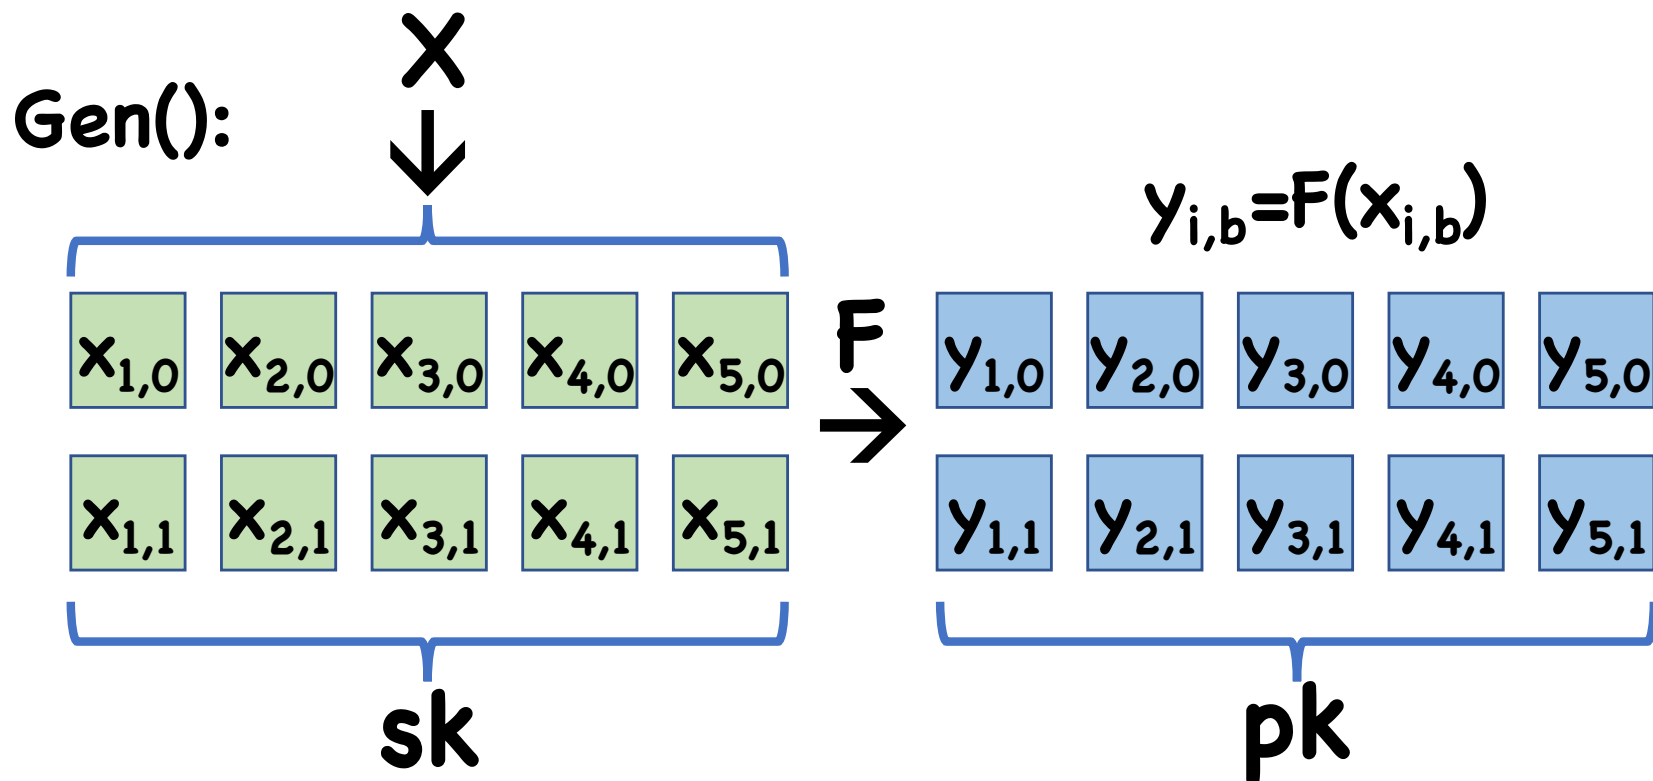 X
Gen():
↓
y_{i,b}=F(x_{i,b})
x_{1,0} x_{2,0} x_{3,0} x_{4,0} x_{5,0} F y_{1,0} y_{2,0} y_{3,0} y_{4,0} y_{5,0}
→
x_{1,1} x_{2,1} x_{3,1} x_{4,1} x_{5,1} y_{1,1} y_{2,1} y_{3,1} y_{4,1} y_{5,1}
sk pk